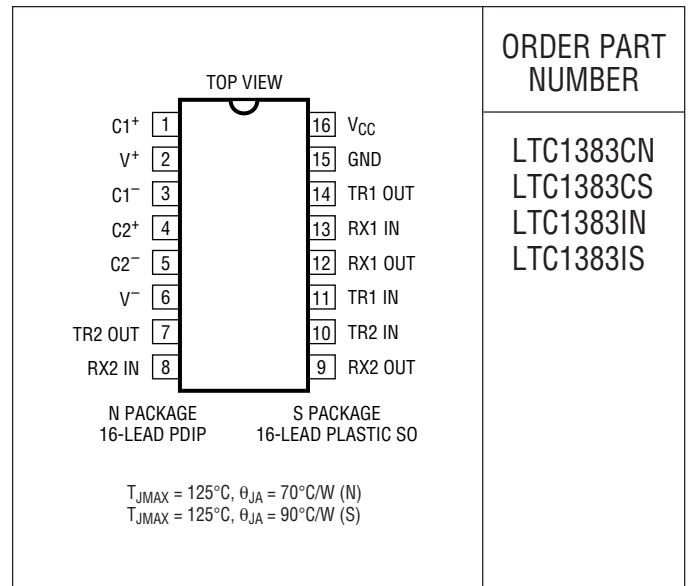 TOP VIEW
C1+ 1
V+ 2
C1− 3
C2+ 4
C2− 5
V− 6
TR2 OUT 7
RX2 IN 8
16 VCC
15 GND
14 TR1 OUT
13 RX1 IN
12 RX1 OUT
11 TR1 IN
10 TR2 IN
9 RX2 OUT
N PACKAGE
16-LEAD PDIP
S PACKAGE
16-LEAD PLASTIC SO
TJMAX = 125°C, θJA = 70°C/W (N)
TJMAX = 125°C, θJA = 90°C/W (S)
ORDER PART
NUMBER
LTC1383CN
LTC1383CS
LTC1383IN
LTC1383IS